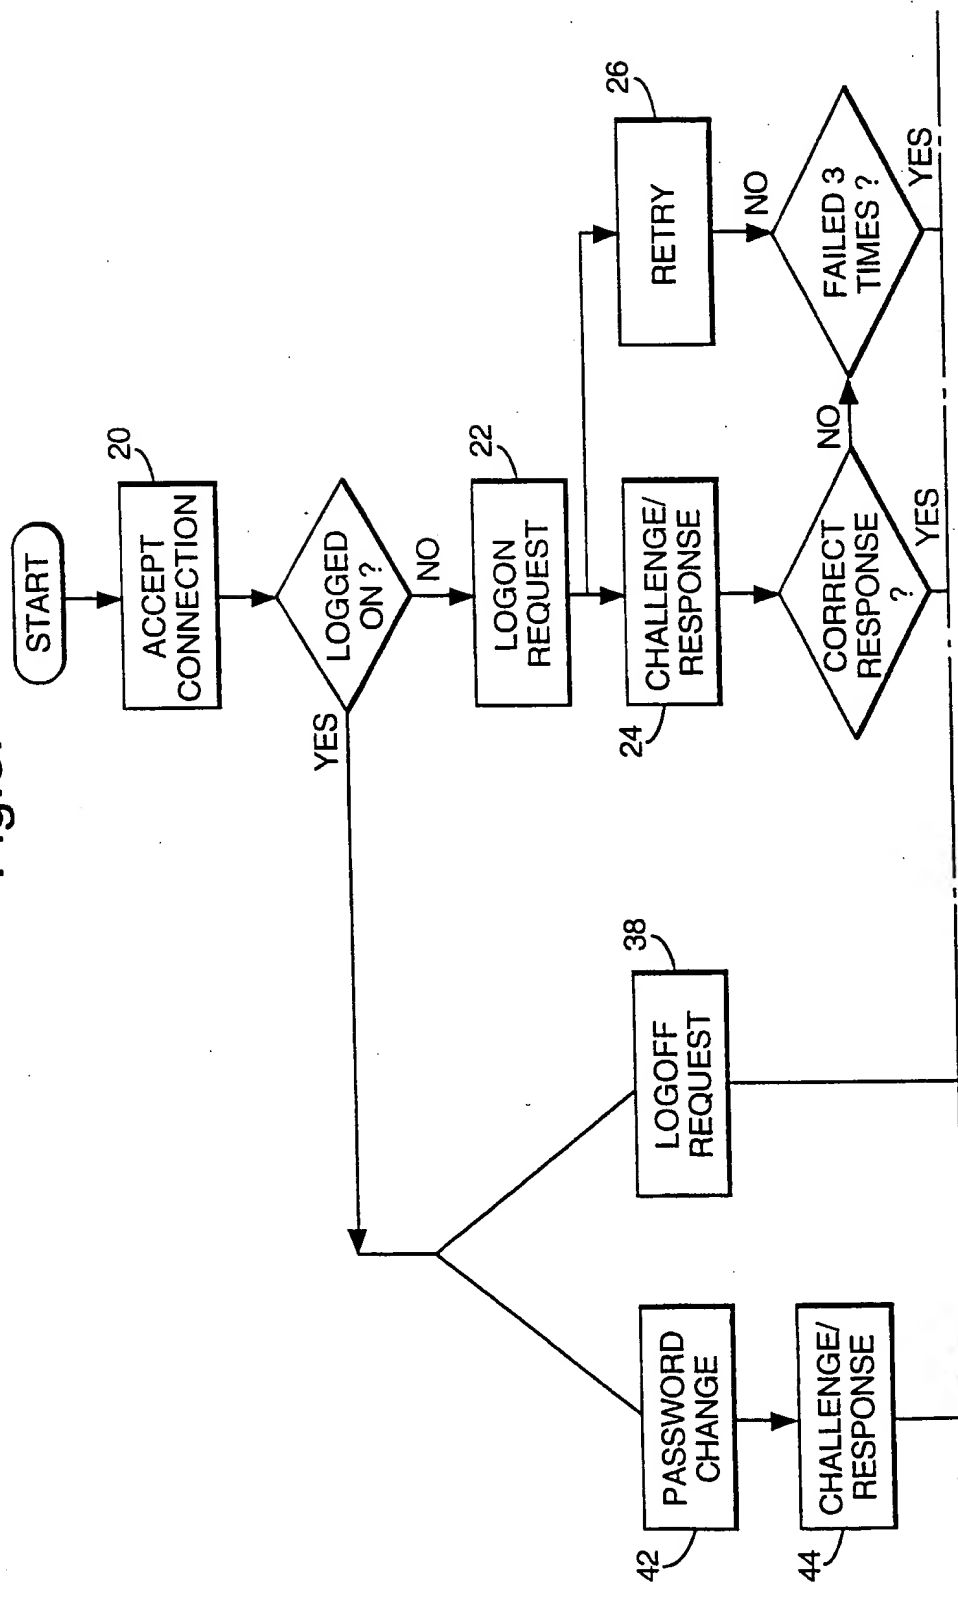 START
20
ACCEPT
CONNECTION
LOGGED
ON ?
YES
NO
22
LOGON
REQUEST
26
RETRY
24
CHALLENGE/
RESPONSE
NO
FAILED 3
TIMES ?
YES
CORRECT
RESPONSE
?
NO
YES
38
LOGOFF
REQUEST
42
PASSWORD
CHANGE
44
CHALLENGE/
RESPONSE